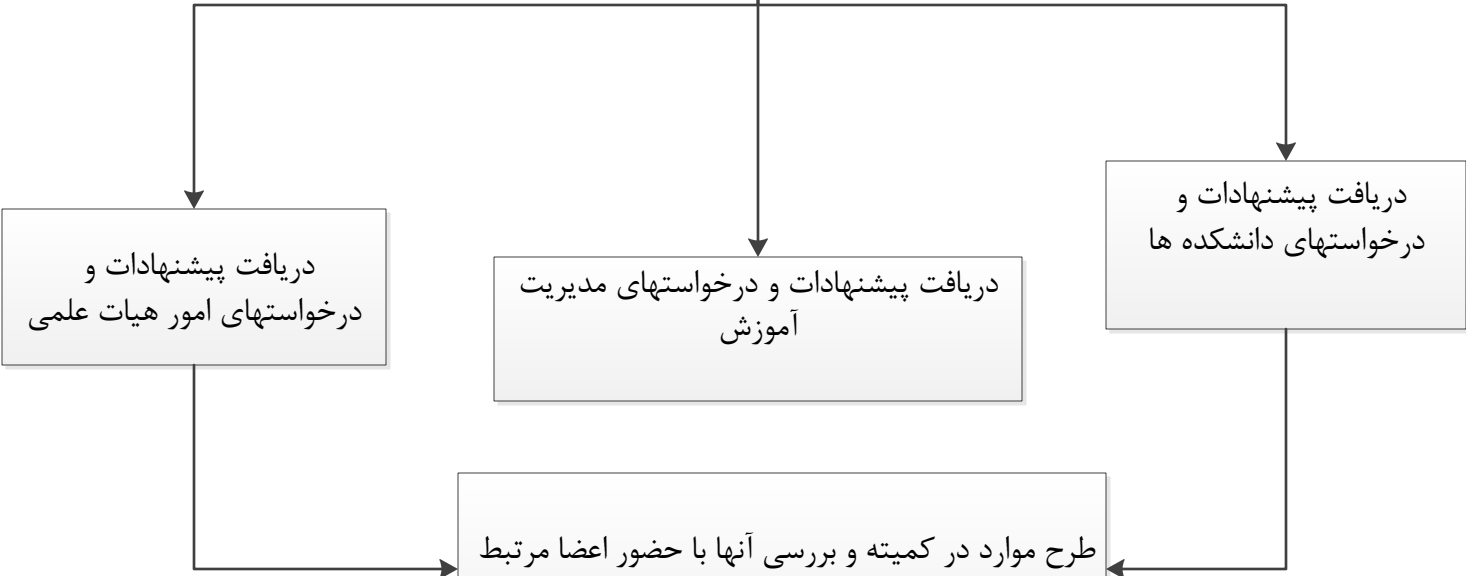 دریافت پیشنهادات و
درخواستهای دانشکده ها
دریافت پیشنهادات و درخواستهای مدیریت
آموزش
دریافت پیشنهادات و
درخواستهای امور هیات علمی
طرح موارد در کمیته و بررسی آنها با حضور اعضا مرتبط